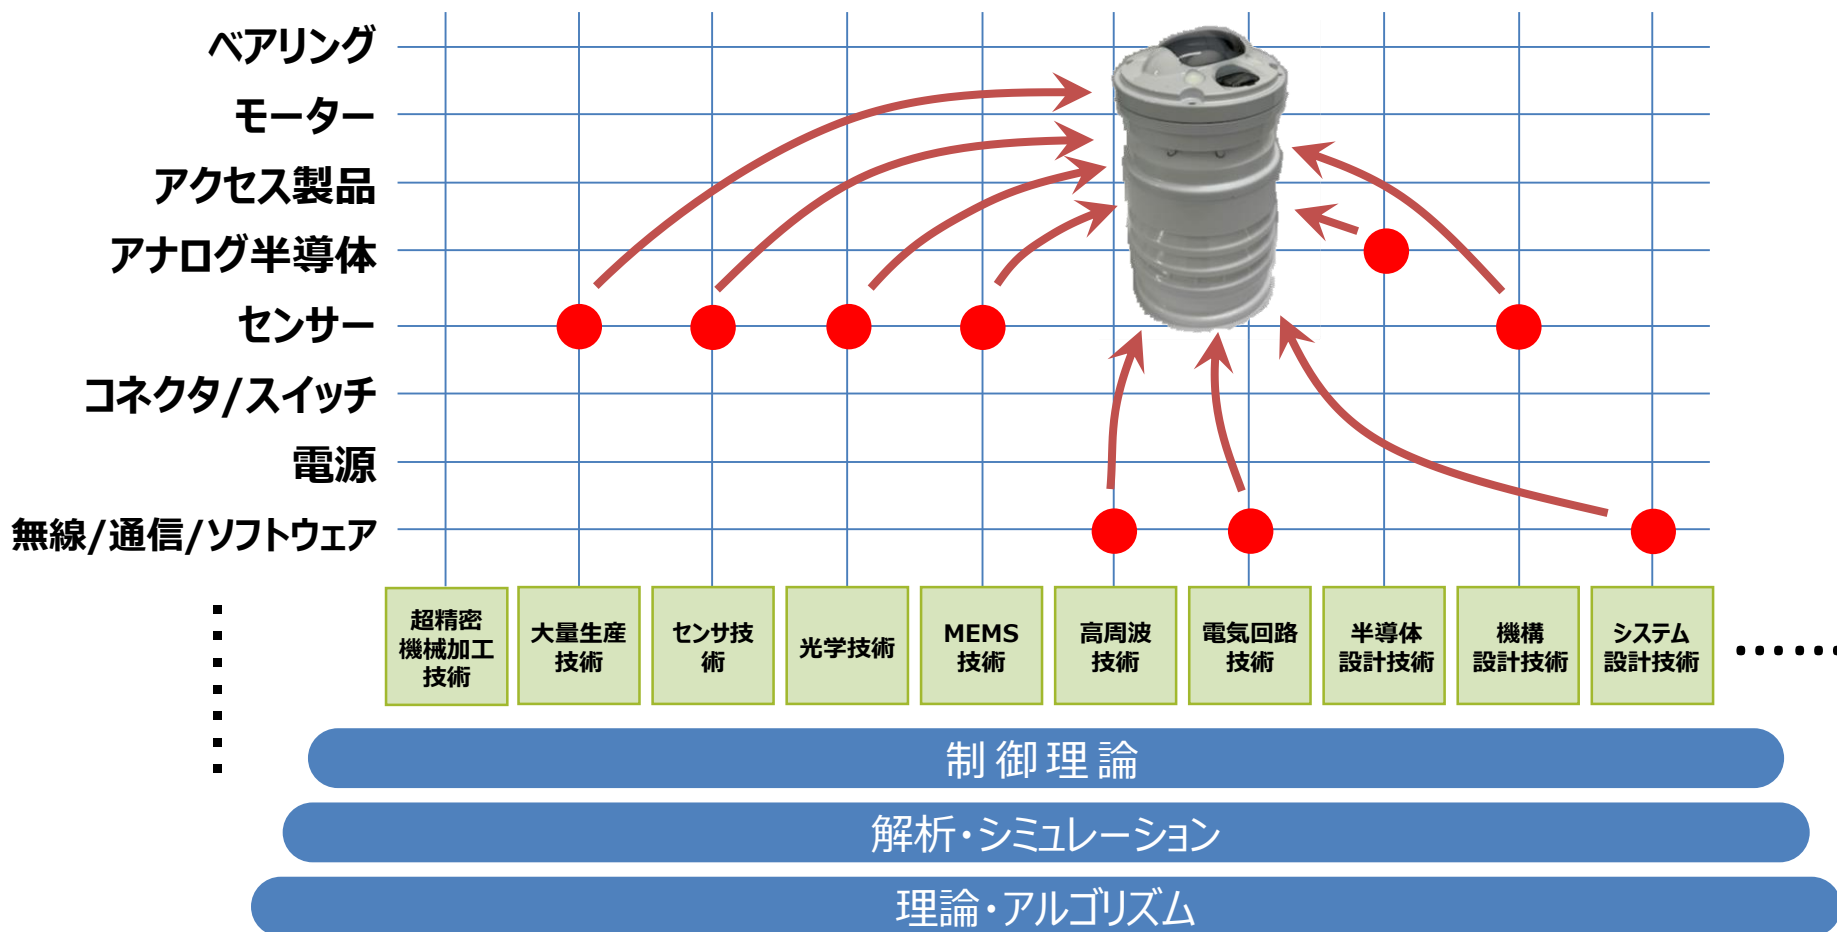 ベアリング
モーター
アクセス製品
アナログ半導体
センサー
コネクタ/スイッチ
電源
無線/通信/ソフトウェア
超精密
機械加工
技術
大量生産
技術
センサ技
術
光学技術
MEMS
技術
高周波
技術
電気回路
技術
半導体
設計技術
機構
設計技術
システム
設計技術
制御理論
解析・シミュレーション
理論・アルゴリズム